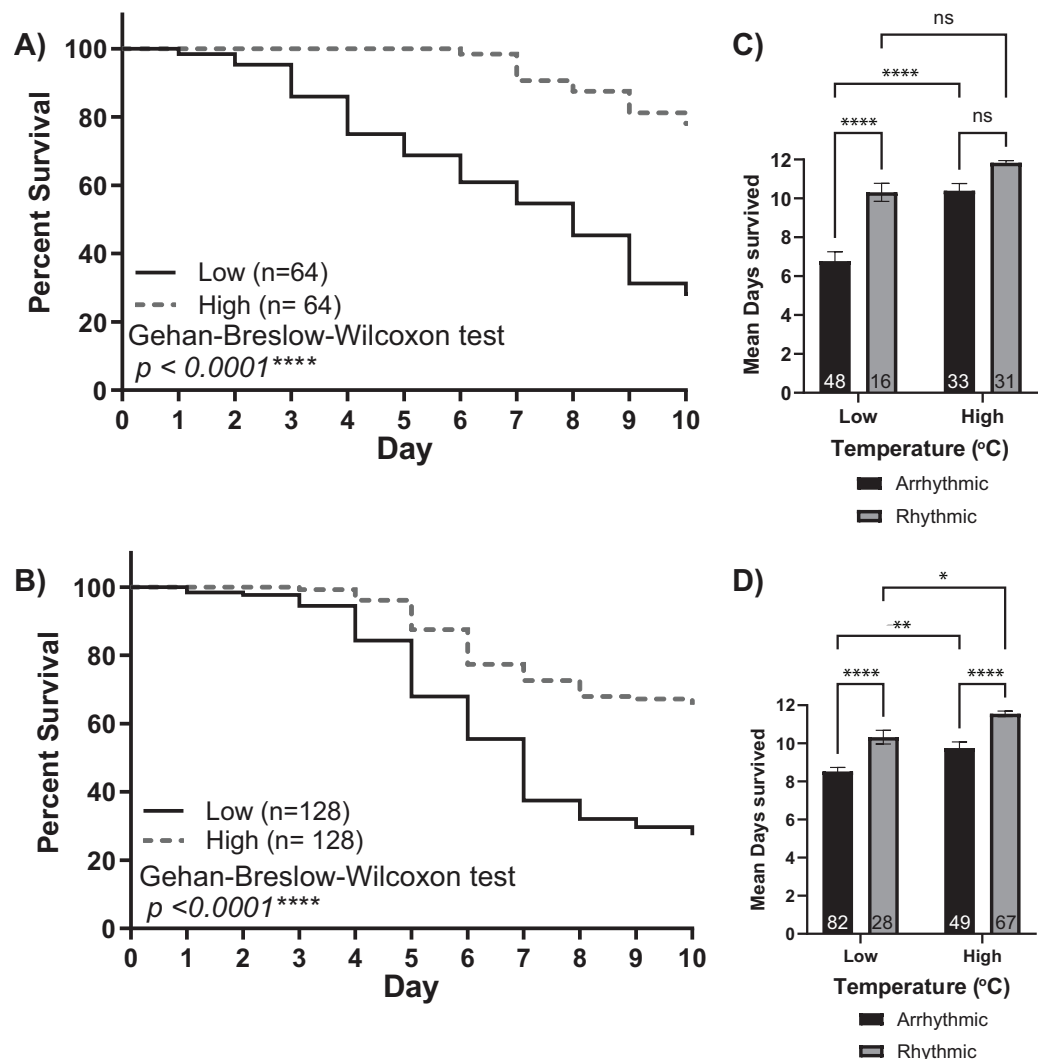 A)
Percent Survival
100
80
60
40
20
0
Low (n=64)
High (n= 64)
Gehan-Breslow-Wilcoxon test
p < 0.0001****
0 1 2 3 4 5 6 7 8 9 10
Day
C)
ns
****
**** ns
Mean Days survived
12
10
8
6
4
2
0
48 16 33 31
Low High
Temperature (°C)
Arrhythmic
Rhythmic
B)
Percent Survival
100
80
60
40
20
0
Low (n=128)
High (n= 128)
Gehan-Breslow-Wilcoxon test
p <0.0001****
0 1 2 3 4 5 6 7 8 9 10
Day
D)
*
**
**** ****
Mean Days survived
12
10
8
6
4
2
0
82 28 49 67
Low High
Temperature (°C)
Arrhythmic
Rhythmic